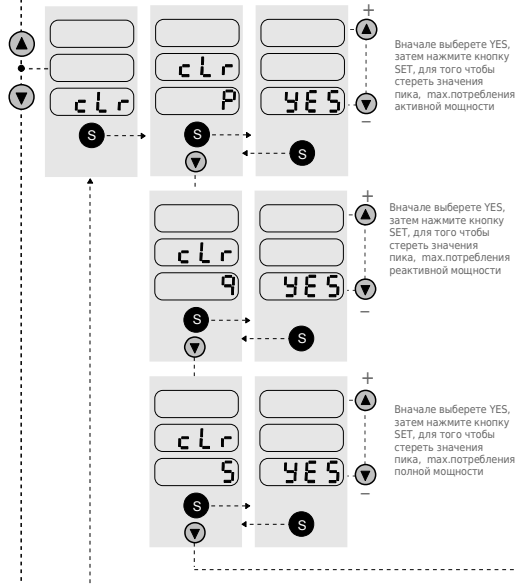 +
clr
P
clr
YES
S
S
S
−
Вначале выберете YES,
затем нажмите кнопку
SET, для того чтобы
стереть значения
пика, max.потребления
активной мощности
+
clr
q
YES
S
S
−
Вначале выберете YES,
затем нажмите кнопку
SET, для того чтобы
стереть значения
пика, max.потребления
реактивной мощности
+
clr
S
YES
S
S
−
Вначале выберете YES,
затем нажмите кнопку
SET, для того чтобы
стереть значения
пика, max.потребления
полной мощности